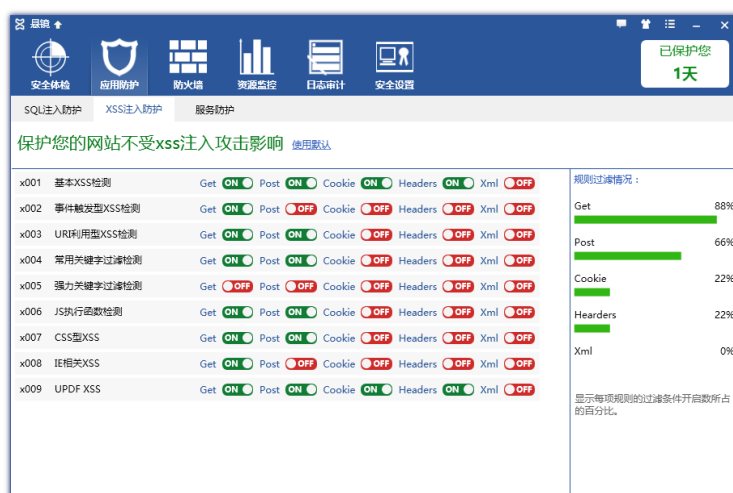 悬镜
已保护您
1天
安全体检 应用防护 防火墙 资源监控 日志审计 安全设置
SQL注入防护 XSS注入防护 服务防护
保护您的网站不受xss注入攻击影响 使用默认
x001 基本XSS检测 Get ON Post ON Cookie ON Headers ON Xml OFF
x002 事件触发型XSS检测 Get ON Post OFF Cookie OFF Headers OFF Xml OFF
x003 URI利用型XSS检测 Get ON Post ON Cookie OFF Headers OFF Xml OFF
x004 常用关键字过滤检测 Get ON Post ON Cookie OFF Headers OFF Xml OFF
x005 强力关键字过滤检测 Get OFF Post OFF Cookie OFF Headers OFF Xml OFF
x006 JS执行函数检测 Get ON Post ON Cookie OFF Headers OFF Xml OFF
x007 CSS型XSS Get ON Post ON Cookie OFF Headers OFF Xml OFF
x008 IE相关XSS Get ON Post OFF Cookie OFF Headers OFF Xml OFF
x009 UPDF XSS Get ON Post ON Cookie ON Headers ON Xml OFF
规则过滤情况：
Get 88%
Post 66%
Cookie 22%
Hearders 22%
Xml 0%
显示每项规则的过滤条件开启数所占
的百分比。